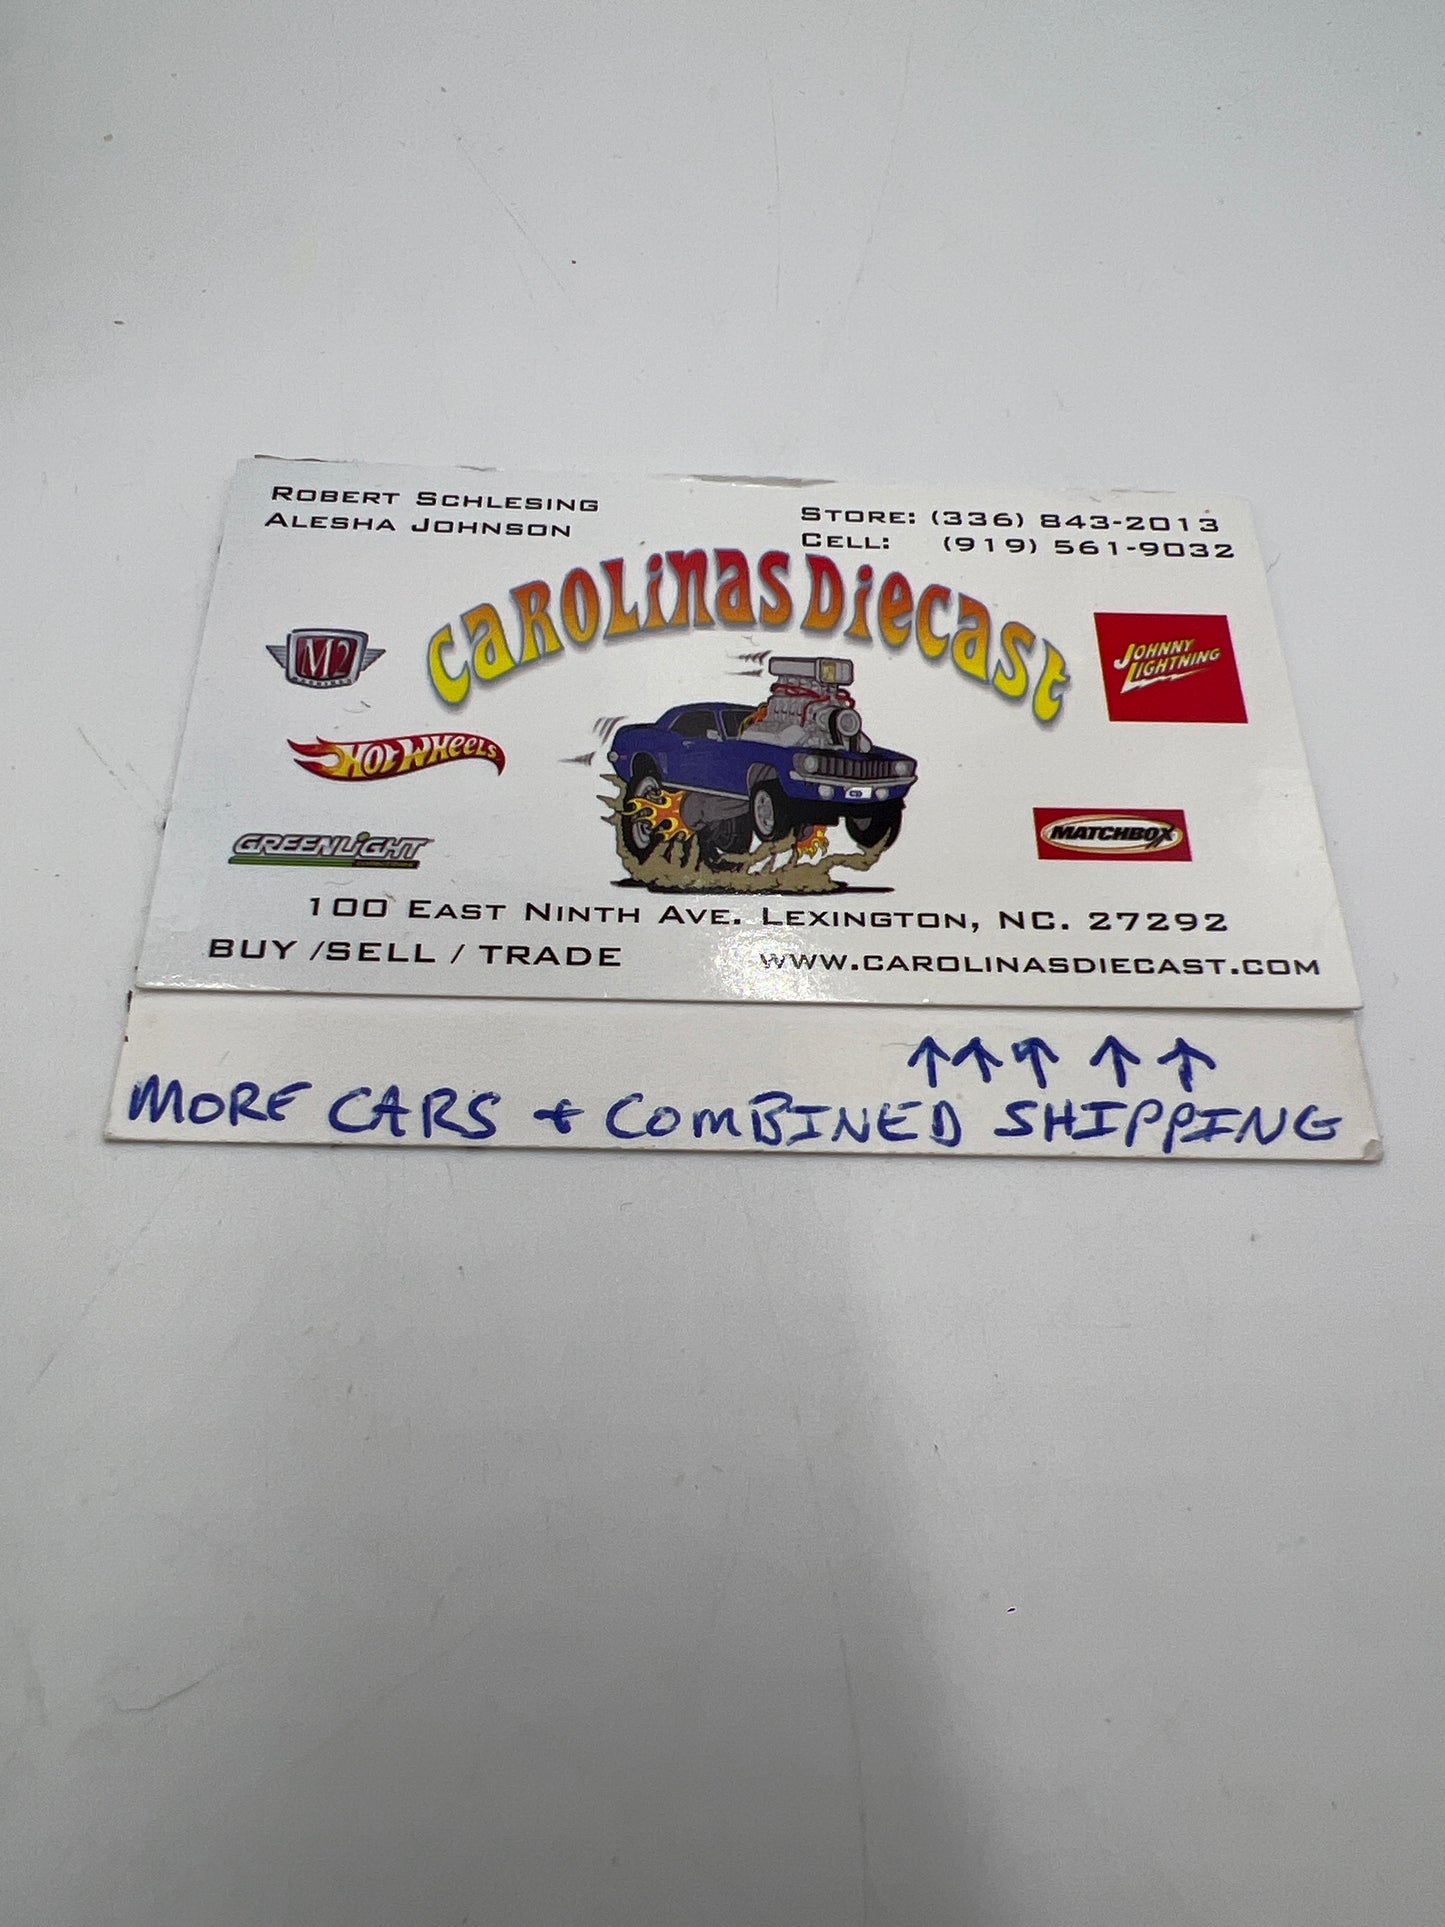 ROBERT SCHLESING
ALESHA JOHNSON
STORE: (336) 843-2013
CELL: (919) 561-9032
CAROLINAS DIECAST
M2
MACHINES
JOHNNY
LIGHTNING
HOT WHEELS
GREENLIGHT
MATCHBOX
100 EAST NINTH AVE. LEXINGTON, NC. 27292
BUY /SELL / TRADE
WWW.CAROLINASDIECAST.COM
↑ ↑ ↑ ↑ ↑
MORE CARS + COMBINED SHIPPING